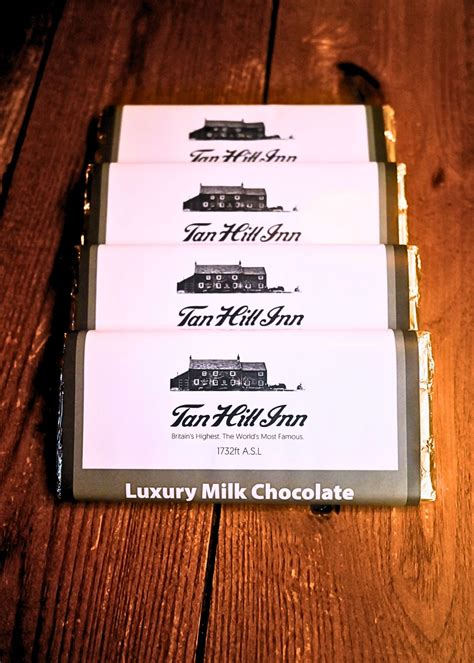 Tan Hill Inn
Tan Hill Inn
Tan Hill Inn
Tan Hill Inn
Britain's Highest. The World's Most Famous.
1732ft A.S.L
Luxury Milk Chocolate